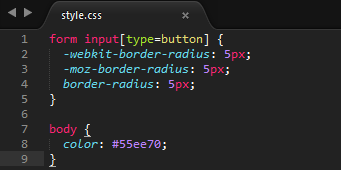 style.css
1 form input[type=button] {
2   -webkit-border-radius: 5px;
3   -moz-border-radius: 5px;
4   border-radius: 5px;
5 }
6
7 body {
8   color: #55ee70;
9 }